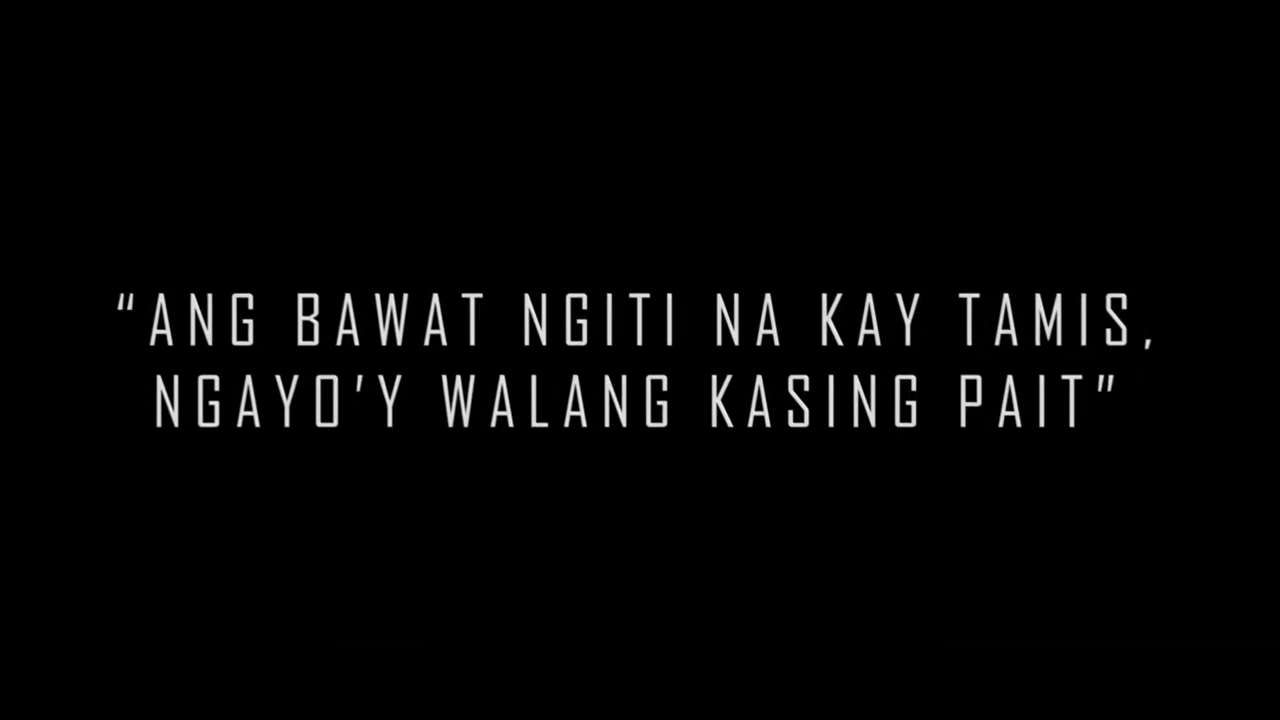 “ANG BAWAT NGITI NA KAY TAMIS,
NGAYO’Y WALANG KASING PAIT”